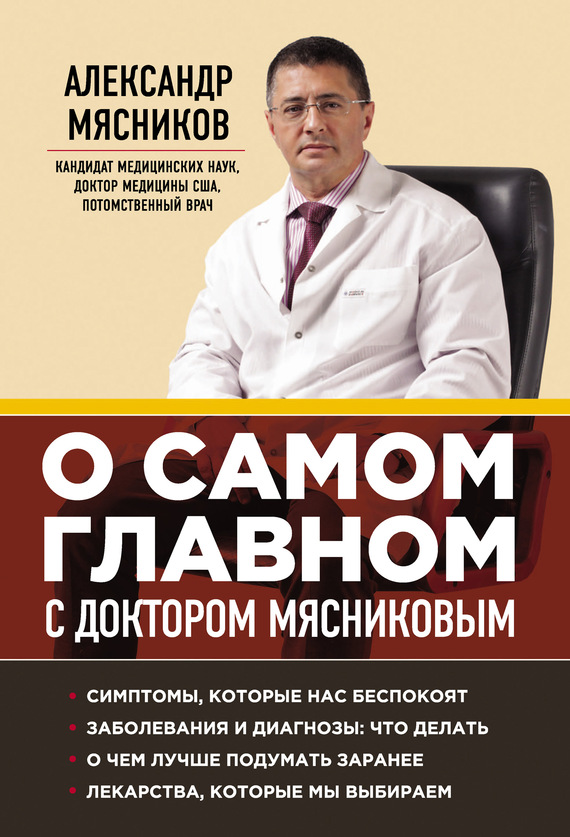 АЛЕКСАНДР
МЯСНИКОВ
КАНДИДАТ МЕДИЦИНСКИХ НАУК,
ДОКТОР МЕДИЦИНЫ США,
ПОТОМСТВЕННЫЙ ВРАЧ
О САМОМ
ГЛАВНОМ
С ДОКТОРОМ МЯСНИКОВЫМ
• СИМПТОМЫ, КОТОРЫЕ НАС БЕСПОКОЯТ
• ЗАБОЛЕВАНИЯ И ДИАГНОЗЫ: ЧТО ДЕЛАТЬ
• О ЧЕМ ЛУЧШЕ ПОДУМАТЬ ЗАРАНЕЕ
• ЛЕКАРСТВА, КОТОРЫЕ МЫ ВЫБИРАЕМ